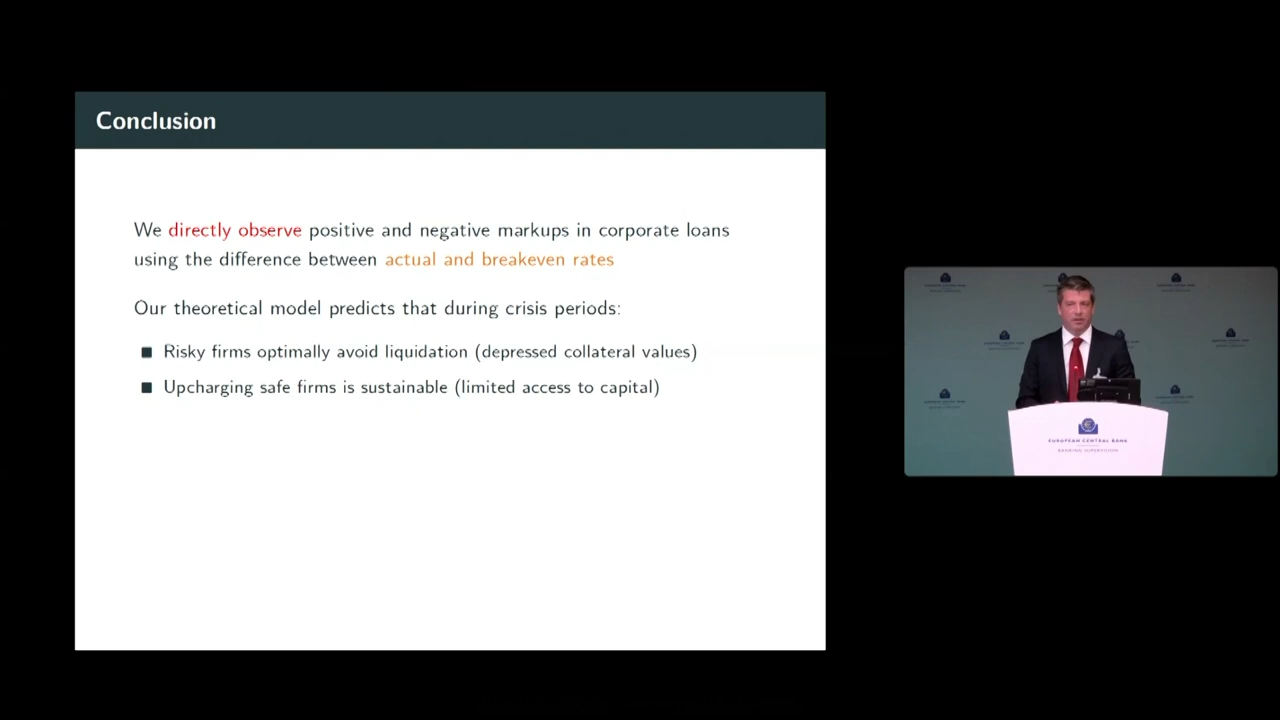 Conclusion
We directly observe positive and negative markups in corporate loans
using the difference between actual and breakeven rates
Our theoretical model predicts that during crisis periods:
Risky firms optimally avoid liquidation (depressed collateral values)
Upcharging safe firms is sustainable (limited access to capital)
EUROPEAN CENTRAL BANK
BANKING SUPERVISION